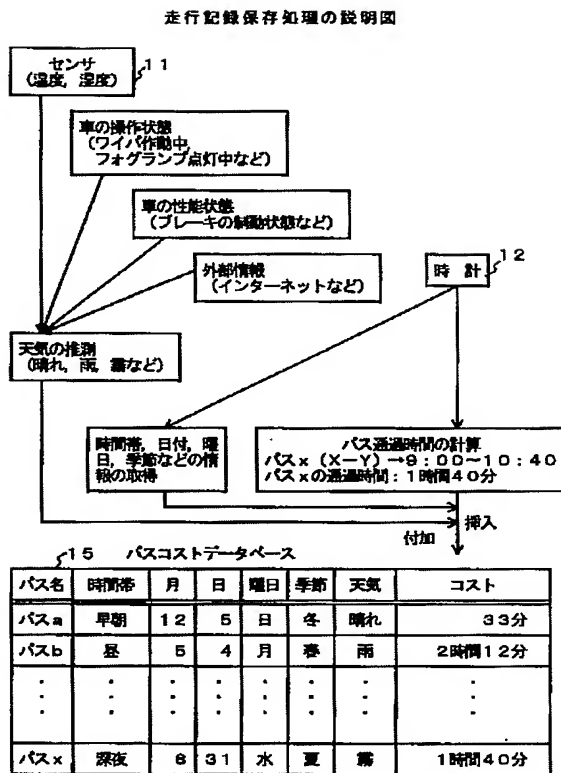 走行記録保存処理の説明図
センサ
(温度, 湿度)
11
車の操作状態
(ワイパ作動中,
フォグランプ点灯中など)
車の性能状態
(ブレーキの制動状態など)
外部情報
(インターネットなど)
時 計
12
天気の推測
(晴れ, 雨, 霧など)
時間帯, 日付, 曜
日, 季節などの情
報の取得
パス通過時間の計算
パスx (X−Y) →9:00〜10:40
パスxの通過時間:1時間40分
挿入
付加
15 パスコストデータベース
パス名 時間帯 月 日 曜日 季節 天気 コスト
パスa 早朝 12 5 日 冬 晴れ 33分
パスb 昼 5 4 月 春 雨 2時間12分
パスx 深夜 8 31 水 夏 霧 1時間40分